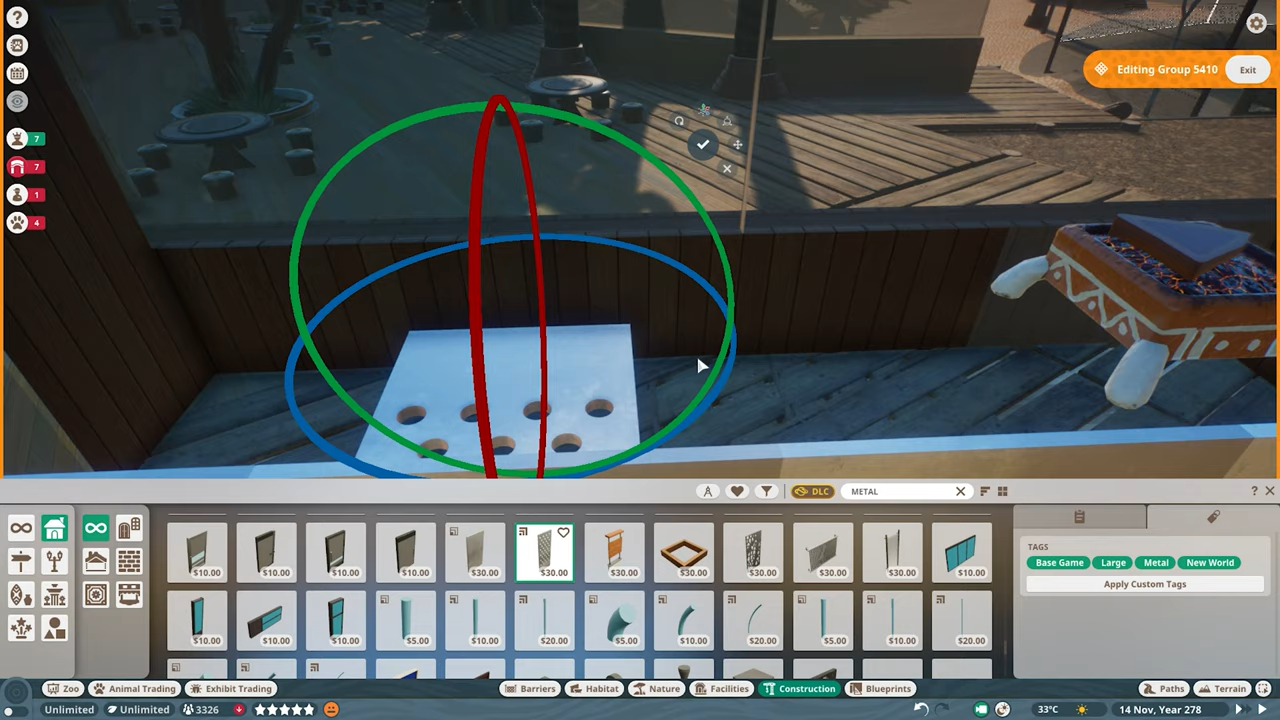 Editing Group 5410
Exit
7
7
1
4
DLC
METAL
?
$10.00 $10.00 $10.00 $10.00 $30.00 $30.00 $30.00 $30.00 $30.00 $30.00 $30.00 $10.00
$10.00 $10.00 $10.00 $5.00 $10.00 $20.00 $5.00 $10.00 $20.00 $5.00 $10.00 $20.00
TAGS
Base Game Large Metal New World
Apply Custom Tags
Zoo Animal Trading Exhibit Trading Barriers Habitat Nature Facilities Construction Blueprints Paths Terrain
Unlimited Unlimited 3326 33°C 14 Nov, Year 278